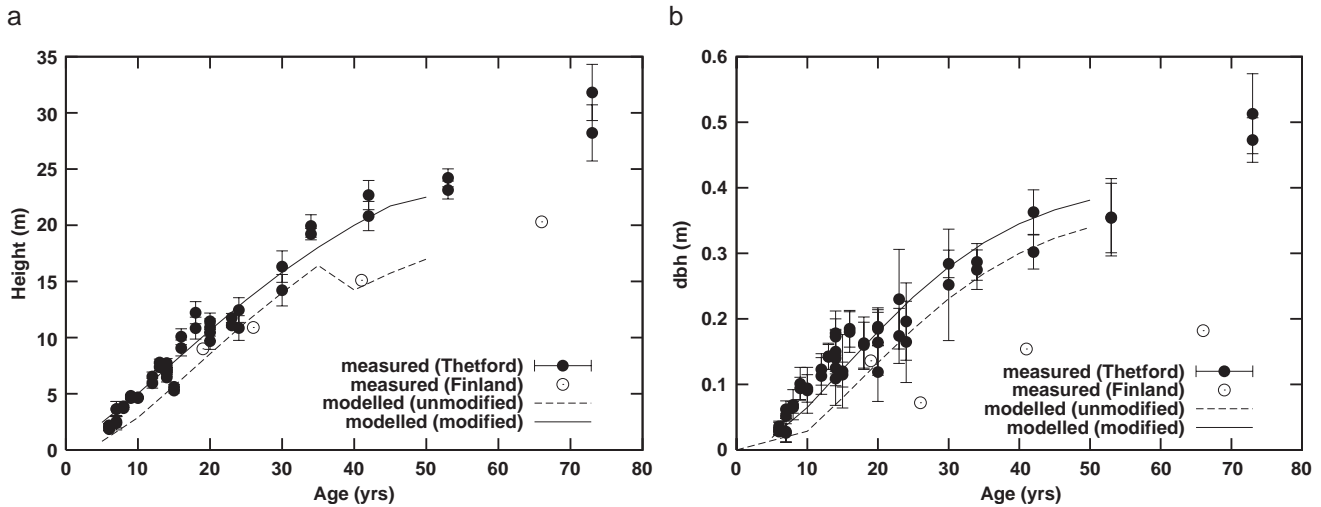 a
35
30
25
20
15
10
5
0
Height (m)
measured (Thetford)
measured (Finland)
modelled (unmodified)
modelled (modified)
0 10 20 30 40 50 60 70 80
Age (yrs)
b
0.6
0.5
0.4
0.3
0.2
0.1
0
dbh (m)
measured (Thetford)
measured (Finland)
modelled (unmodified)
modelled (modified)
0 10 20 30 40 50 60 70 80
Age (yrs)